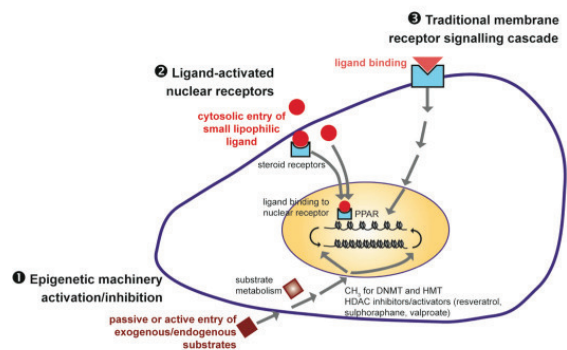 ❸ Traditional membrane
receptor signalling cascade
ligand binding
❷ Ligand-activated
nuclear receptors
cytosolic entry of
small lipophilic
ligand
steroid receptors
ligand binding to
nuclear receptor
PPAR
❶ Epigenetic machinery
activation/inhibition
substrate
metabolism
passive or active entry of
exogenous/endogenous
substrates
CH3 for DNMT and HMT
HDAC inhibitors/activators (resveratrol,
sulphoraphane, valproate)